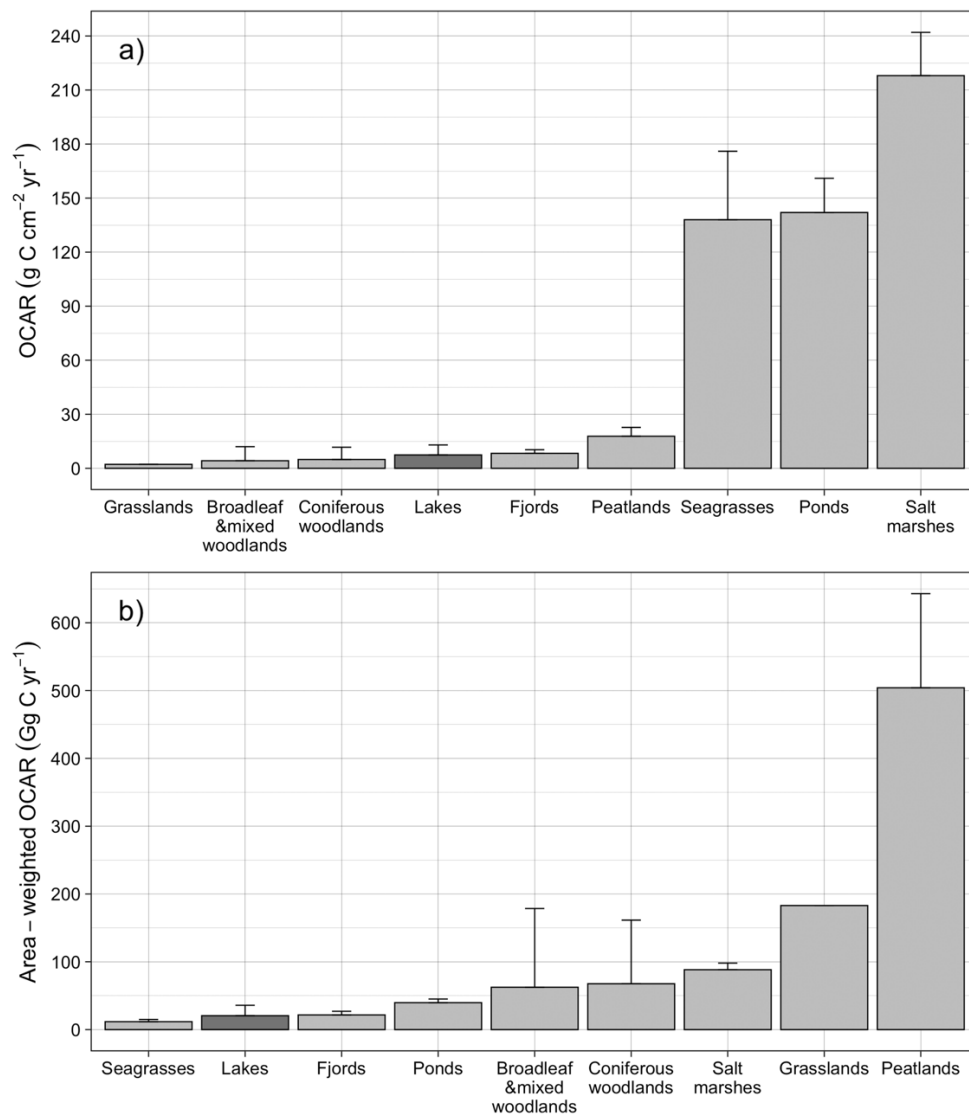 a)
OCAR (g C cm⁻² yr⁻¹)
240
210
180
150
120
90
60
30
0
Grasslands Broadleaf Coniferous Lakes Fjords Peatlands Seagrasses Ponds Salt
&mixed woodlands marshes
woodlands
b)
Area – weighted OCAR (Gg C yr⁻¹)
600
500
400
300
200
100
0
Seagrasses Lakes Fjords Ponds Broadleaf Coniferous Salt Grasslands Peatlands
&mixed woodlands marshes
woodlands